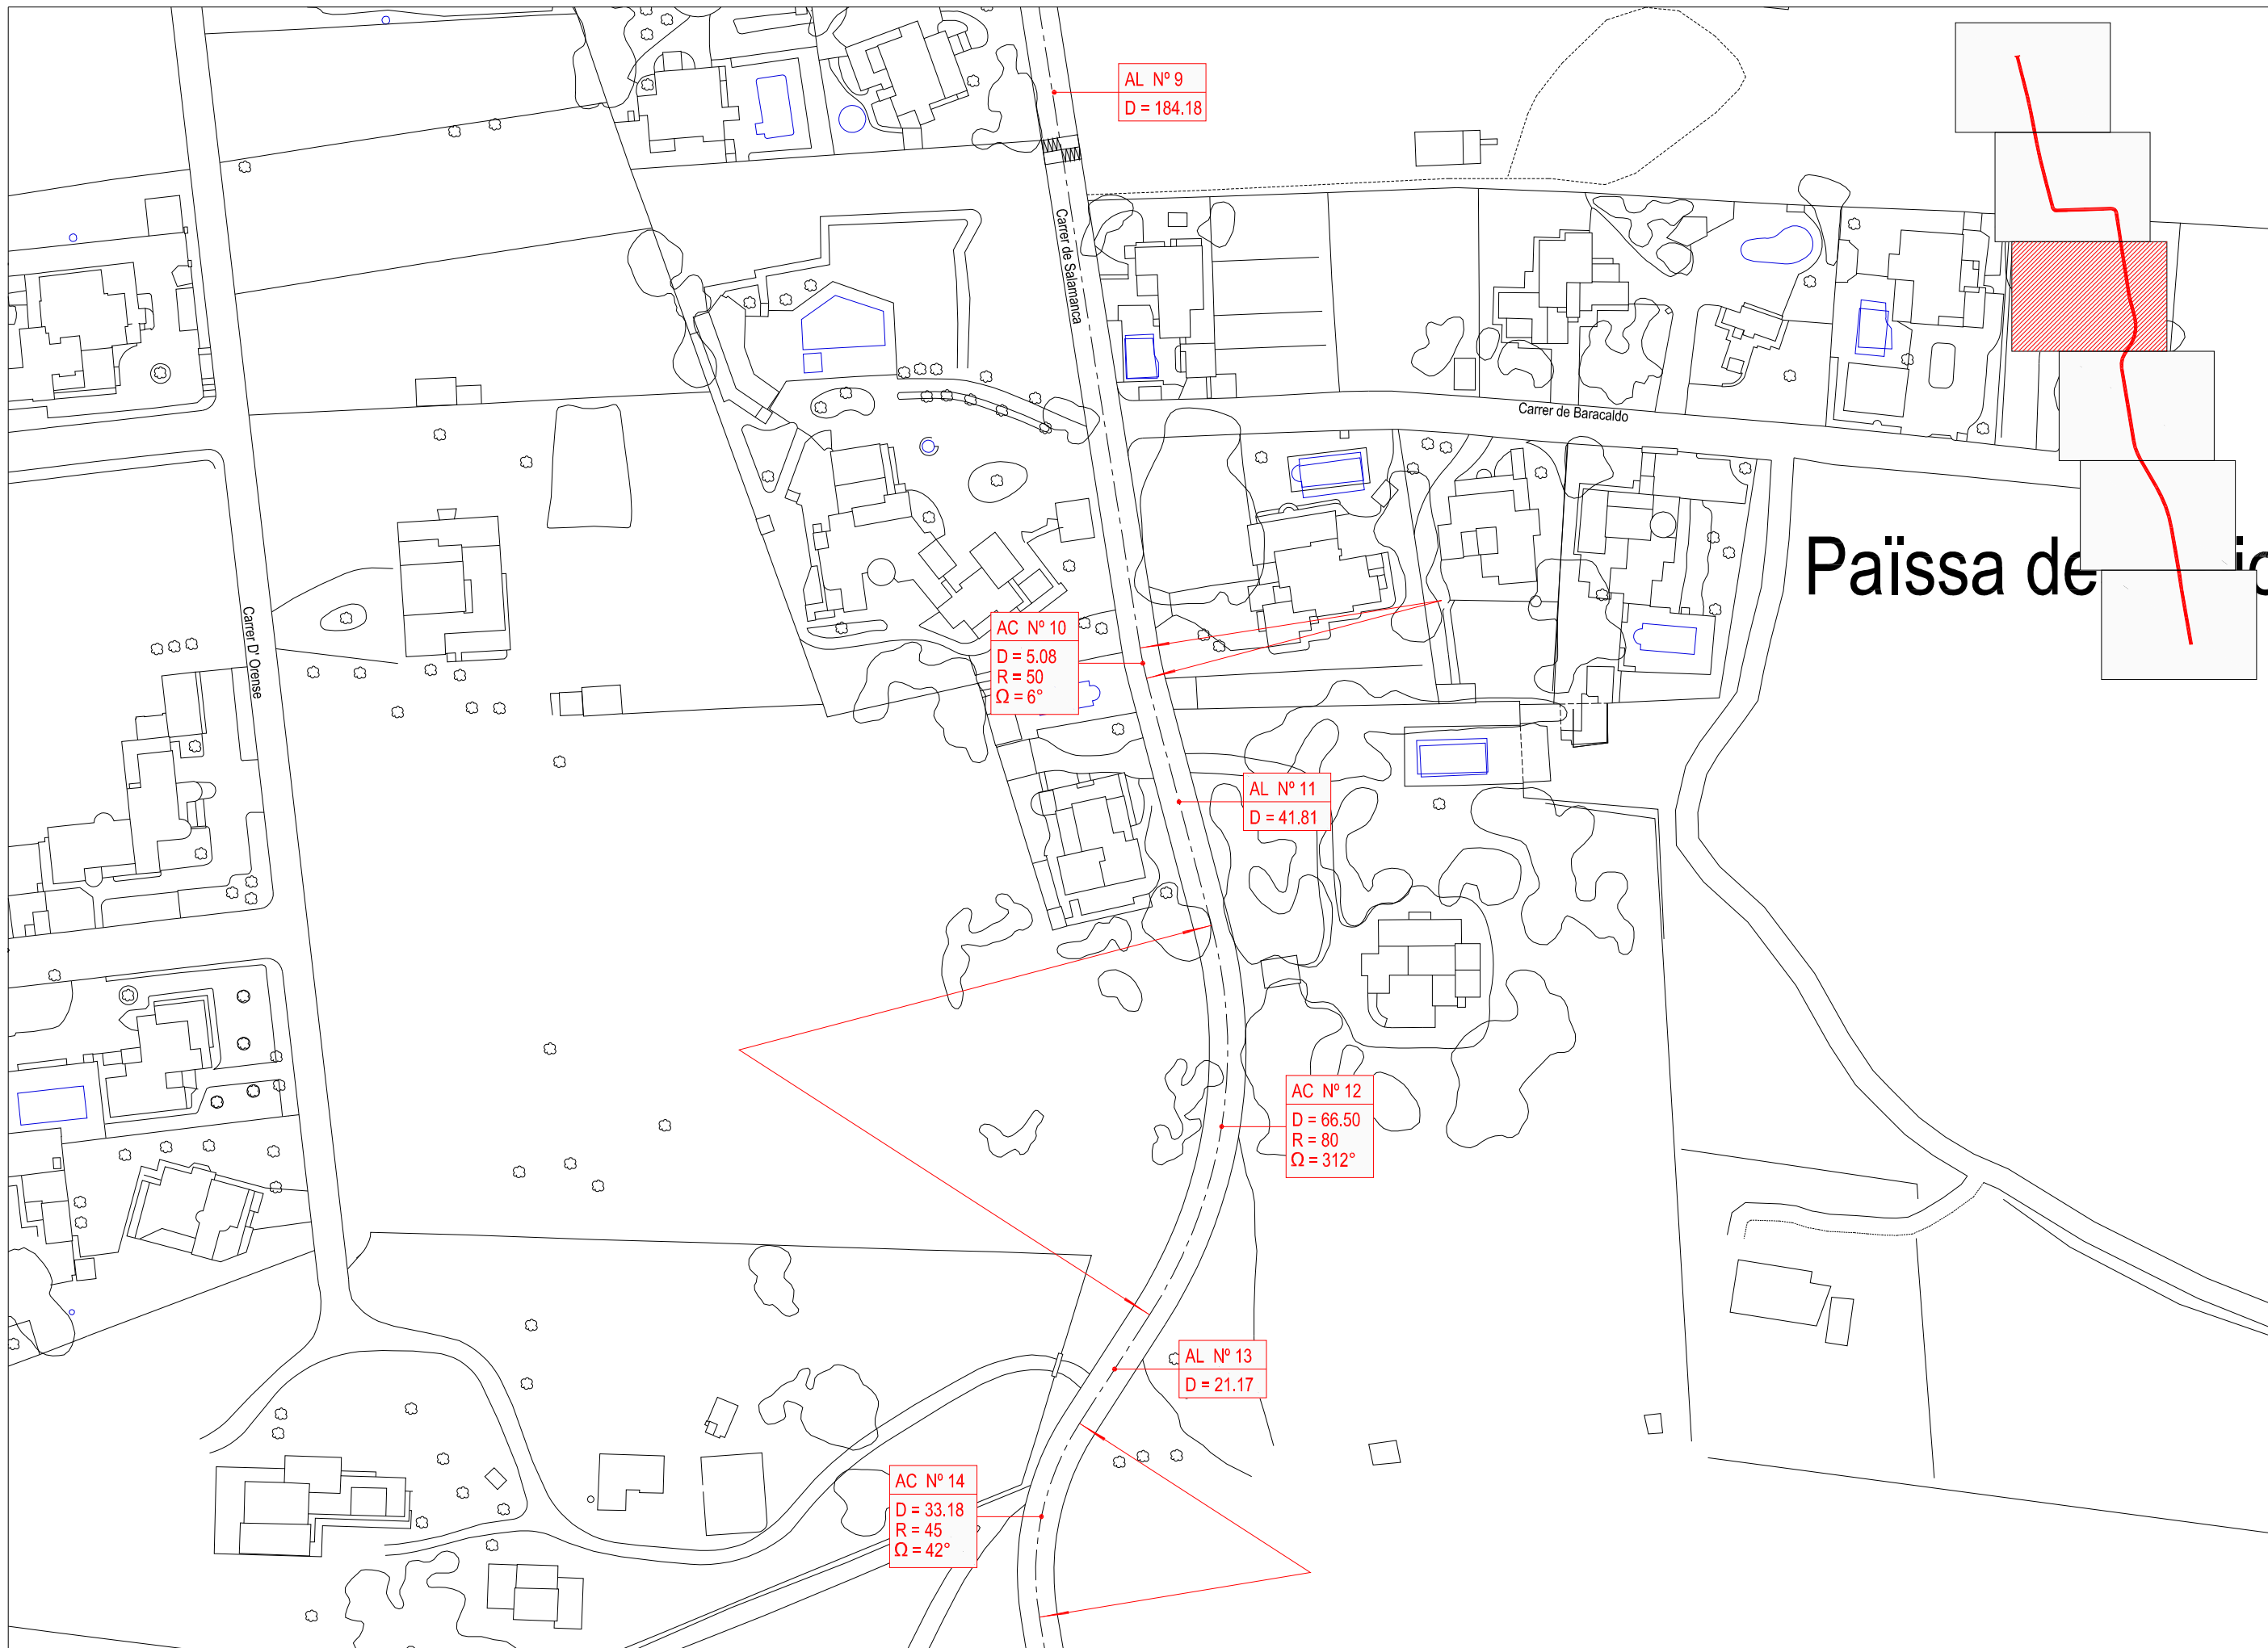 AL Nº 9
D = 184.18
Carrer de Salamanca
Carrer de Baracaldo
Païssa de
Carrer D' Orense
AC Nº 10
D = 5.08
R = 50
Ω = 6°
AL Nº 11
D = 41.81
AC Nº 12
D = 66.50
R = 80
Ω = 312°
AL Nº 13
D = 21.17
AC Nº 14
D = 33.18
R = 45
Ω = 42°